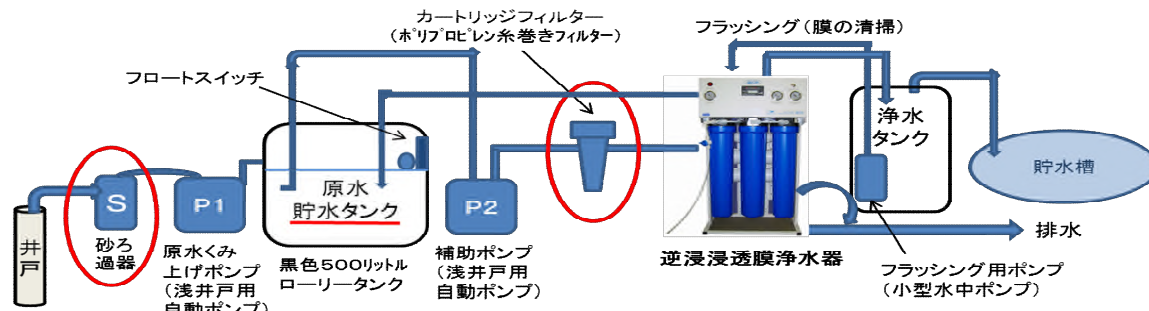 カートリッジフィルター
(ポリプロピレン糸巻きフィルター)
フラッシング(膜の清掃)
フロートスイッチ
浄水
タンク
貯水槽
S
P1
原水
貯水タンク
P2
井戸
砂ろ
過器
原水くみ
上げポンプ
(浅井戸用
自動ポンプ)
黒色500リットル
ローリータンク
補助ポンプ
(浅井戸用
自動ポンプ)
逆浸浸透膜浄水器
排水
フラッシング用ポンプ
(小型水中ポンプ)